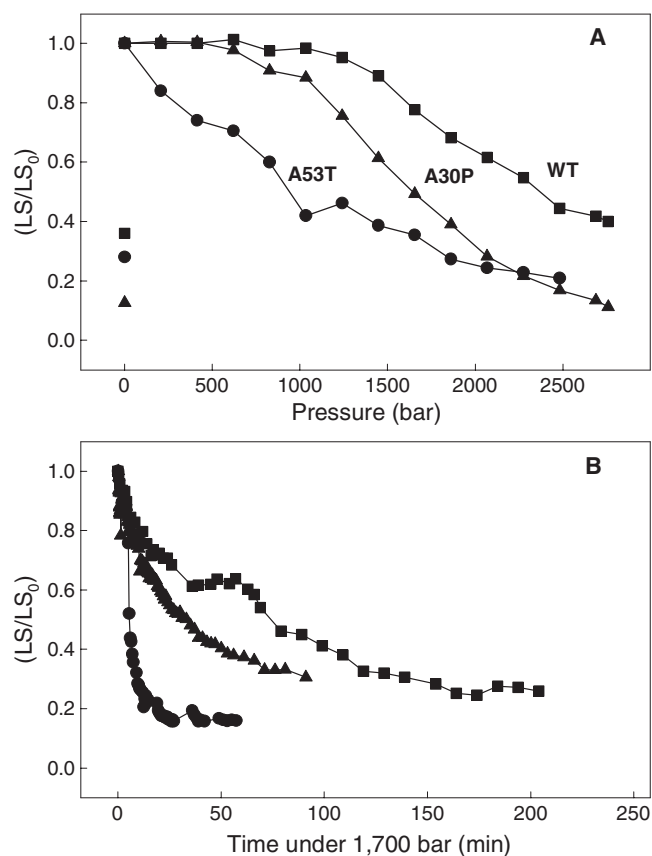 A
1.0
0.8
0.6
0.4
0.2
0.0
(LS/LS0)
A53T
A30P
WT
0 500 1000 1500 2000 2500
Pressure (bar)
B
1.0
0.8
0.6
0.4
0.2
0.0
(LS/LS0)
0 50 100 150 200 250
Time under 1,700 bar (min)